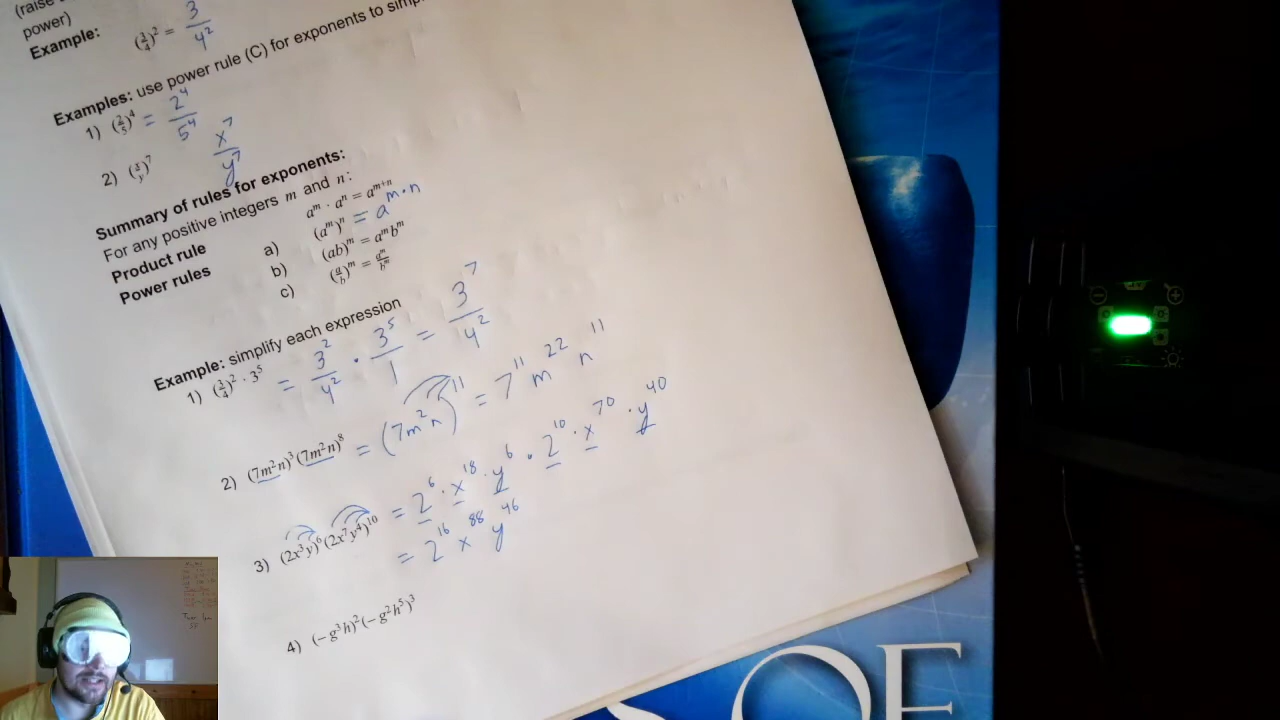 (raise
power)
Example: (3/4)² = 3/4²
Examples: use power rule (C) for exponents to simpl
1) (2/5)⁴ = 2⁴/5⁴
2) x⁷/y⁷
Summary of rules for exponents:
For any positive integers m and n:
Product rule aᵐ · aⁿ = aᵐ⁺ⁿ
Power rules a) (aᵐ)ⁿ = a^(m·n)
b) (ab)ᵐ = aᵐbᵐ
c) (a/b)ᵐ = aᵐ/bᵐ
Example: simplify each expression
1) (3/4)² · 3⁵ = 3²/4² · 3⁵/1 = 3⁷/4²
2) (7m²n)³(7m²n)⁸ = (7m²n)¹¹ = 7¹¹ m²² n¹¹
3) (2x³y)⁶(2x⁷y⁴)¹⁰ = 2⁶ · x¹⁸ · y⁶ · 2¹⁰ · x⁷⁰ · y⁴⁰
= 2¹⁶ x⁸⁸ y⁴⁶
4) (−g³h)²(−g²h⁵)³
OF